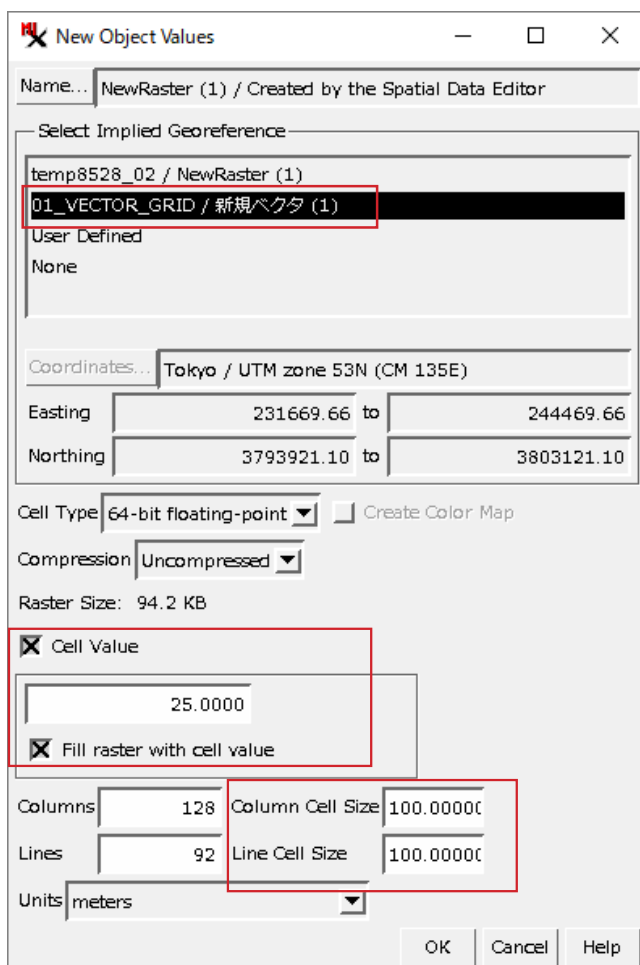 New Object Values
Name... NewRaster (1) / Created by the Spatial Data Editor
Select Implied Georeference
temp8528_02 / NewRaster (1)
01_VECTOR_GRID / 新規ベクタ (1)
User Defined
None
Coordinates... Tokyo / UTM zone 53N (CM 135E)
Easting 231669.66 to 244469.66
Northing 3793921.10 to 3803121.10
Cell Type 64-bit floating-point Create Color Map
Compression Uncompressed
Raster Size: 94.2 KB
Cell Value
25.0000
Fill raster with cell value
Columns 128 Column Cell Size 100.0000
Lines 92 Line Cell Size 100.0000
Units meters
OK Cancel Help